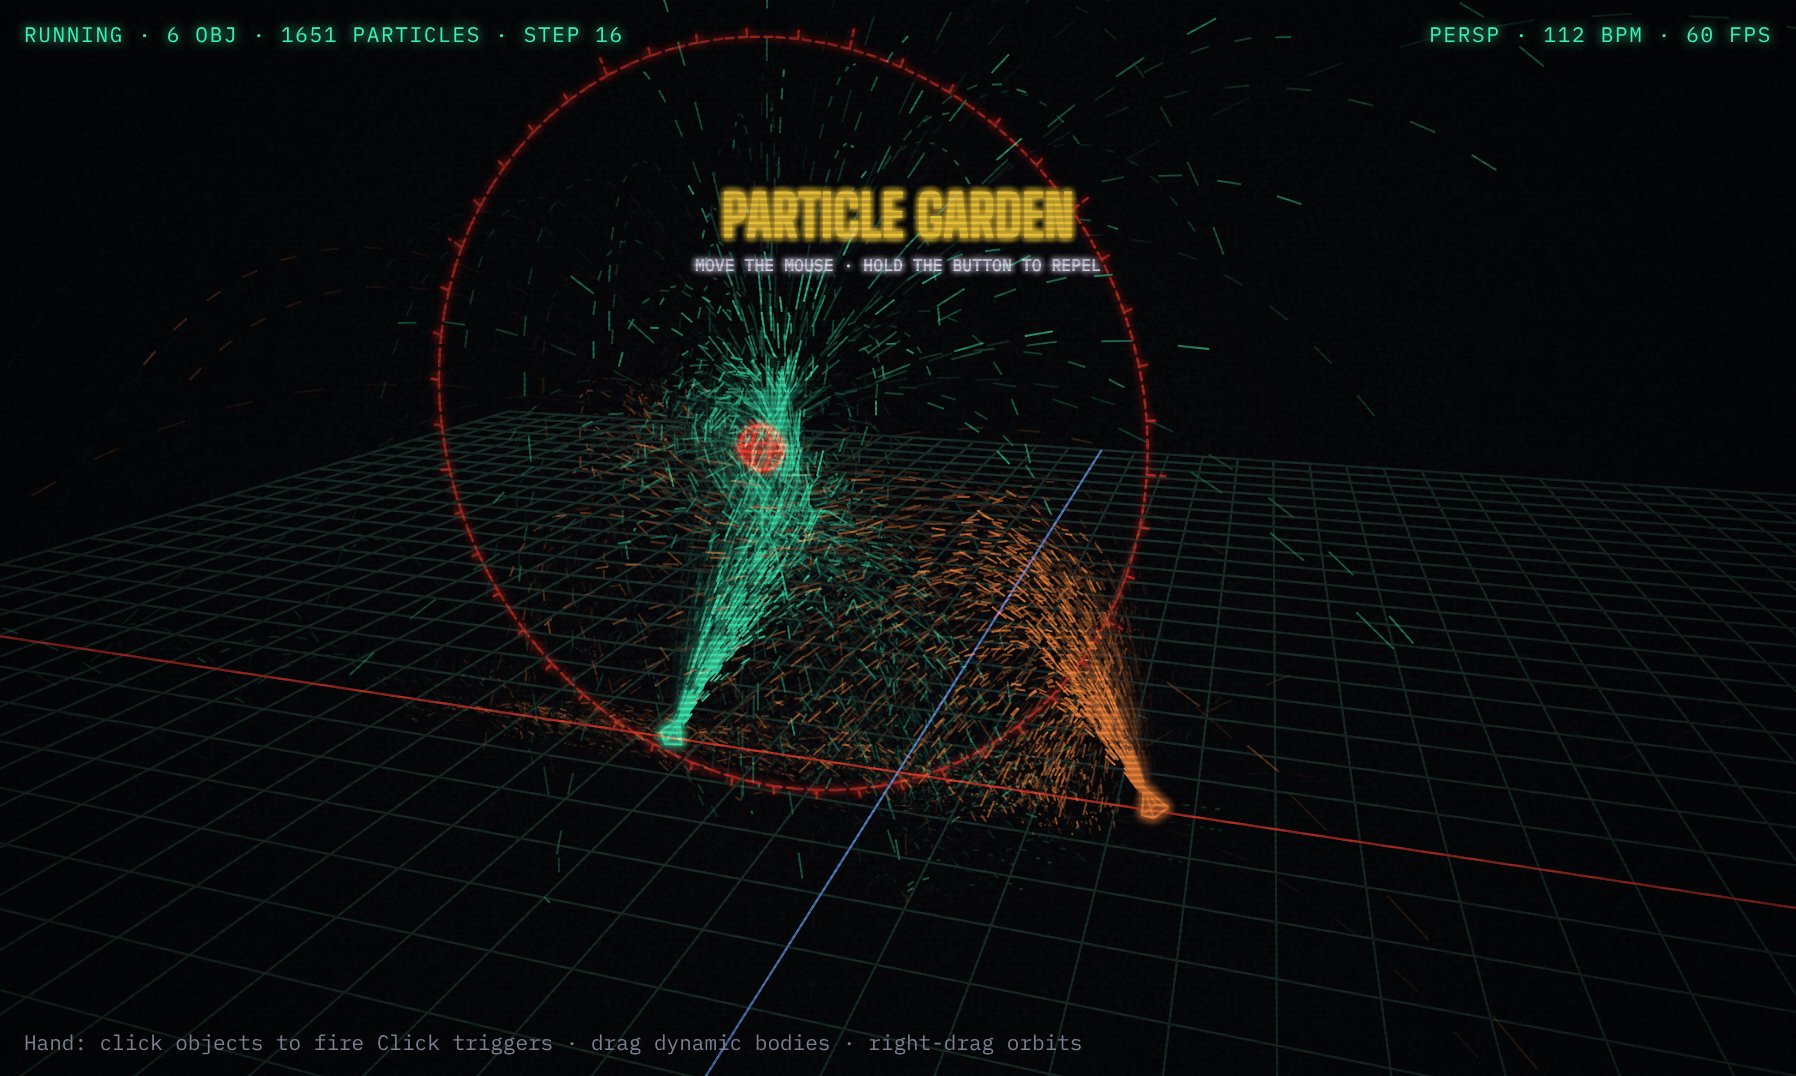 RUNNING · 6 OBJ · 1651 PARTICLES · STEP 16
PERSP · 112 BPM · 60 FPS
PARTICLE GARDEN
MOVE THE MOUSE · HOLD THE BUTTON TO REPEL
Hand: click objects to fire Click triggers · drag dynamic bodies · right-drag orbits